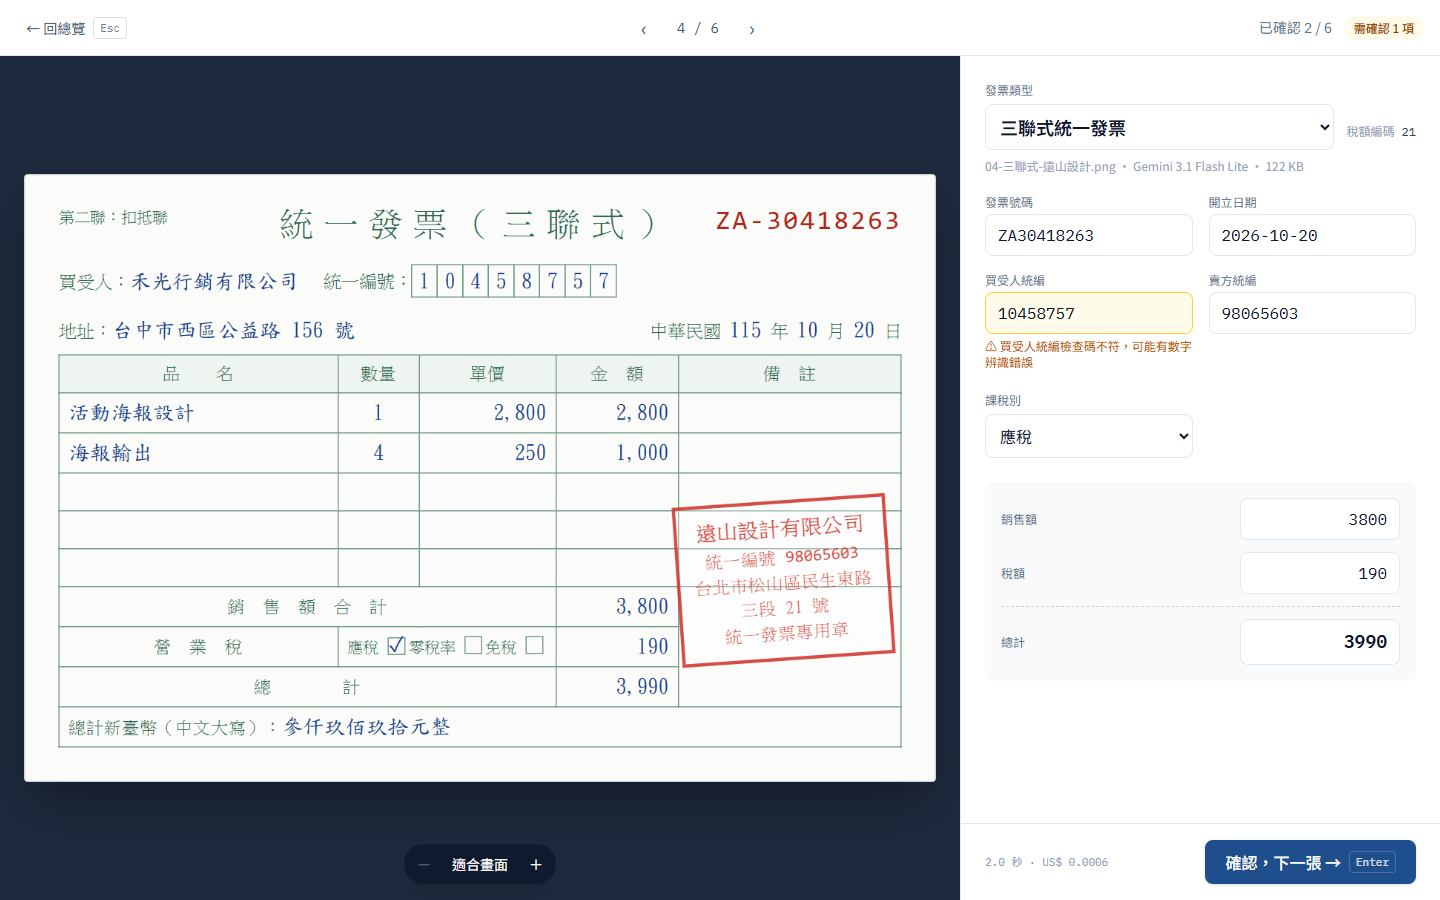 ← 回總覽 Esc
‹ 4 / 6 ›
已確認 2 / 6 需確認 1 項
第二聯：扣抵聯
統一發票（三聯式）
ZA-30418263
買受人：禾光行銷有限公司 統一編號：10458757
地址：台中市西區公益路 156 號
中華民國 115 年 10 月 20 日
品 名 數量 單價 金 額 備 註
活動海報設計 1 2,800 2,800
海報輸出 4 250 1,000
遠山設計有限公司
統一編號 98065603
台北市松山區民生東路
三段 21 號
統一發票專用章
銷 售 額 合 計 3,800
營 業 稅 應稅 ☑ 零稅率 ☐ 免稅 ☐ 190
總 計 3,990
總計新臺幣（中文大寫）：參仟玖佰玖拾元整
− 適合畫面 +
發票類型
三聯式統一發票
稅額編碼 21
04-三聯式-遠山設計.png • Gemini 3.1 Flash Lite • 122 KB
發票號碼 開立日期
ZA30418263 2026-10-20
買受人統編 賣方統編
10458757 98065603
⚠ 買受人統編檢查碼不符，可能有數字
辨識錯誤
課稅別
應稅
銷售額 3800
稅額 190
總計 3990
2.0 秒 · US$ 0.0006
確認，下一張 → Enter